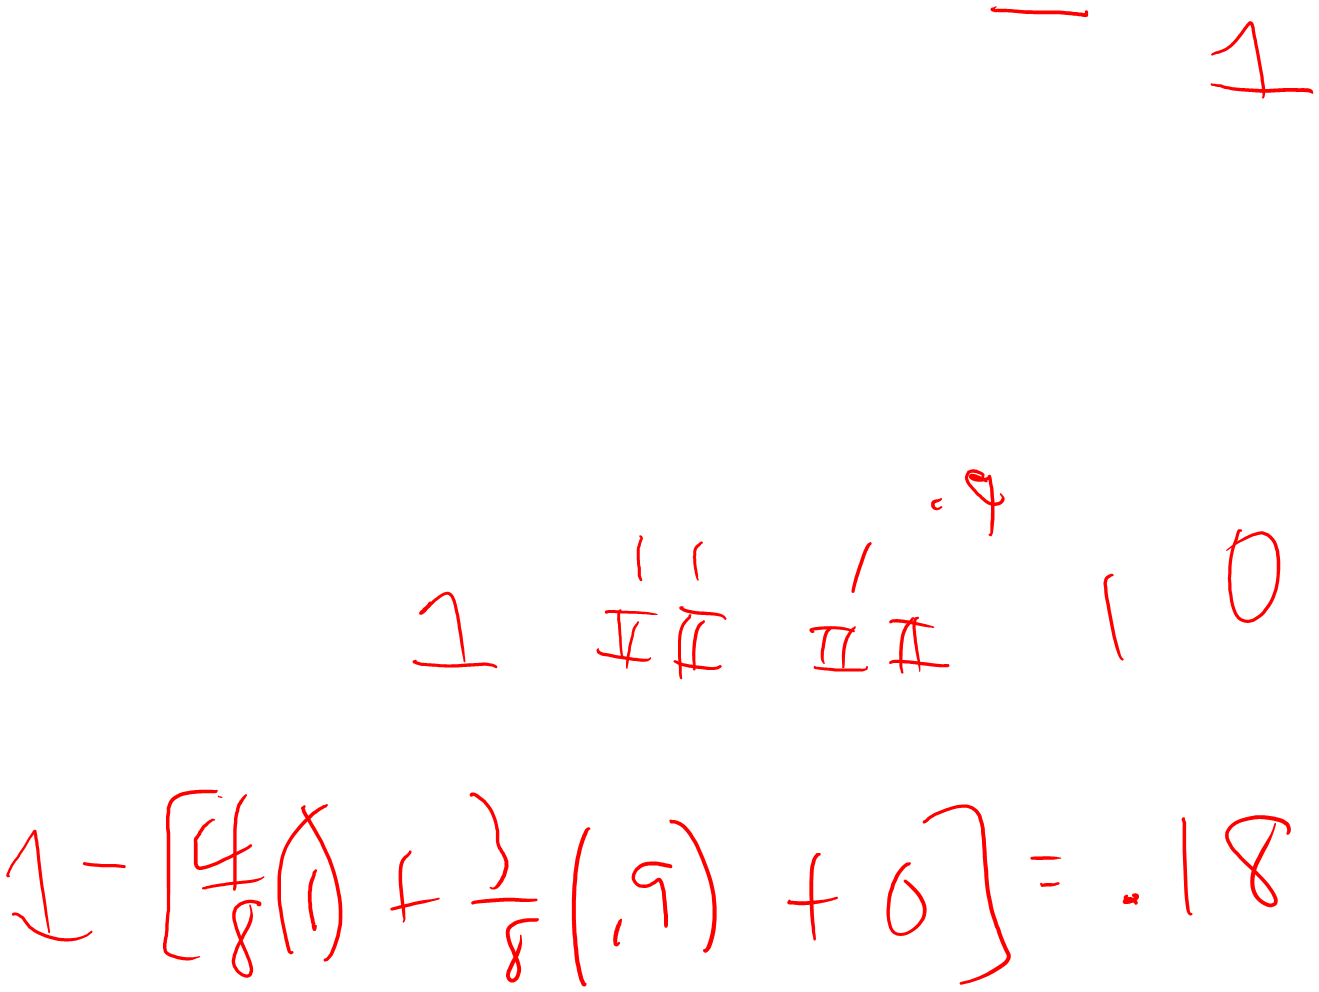 1
.9
1 II II II II 1 0
1 - [4/8 (1) + 3/8 (.9) + 0] = .18